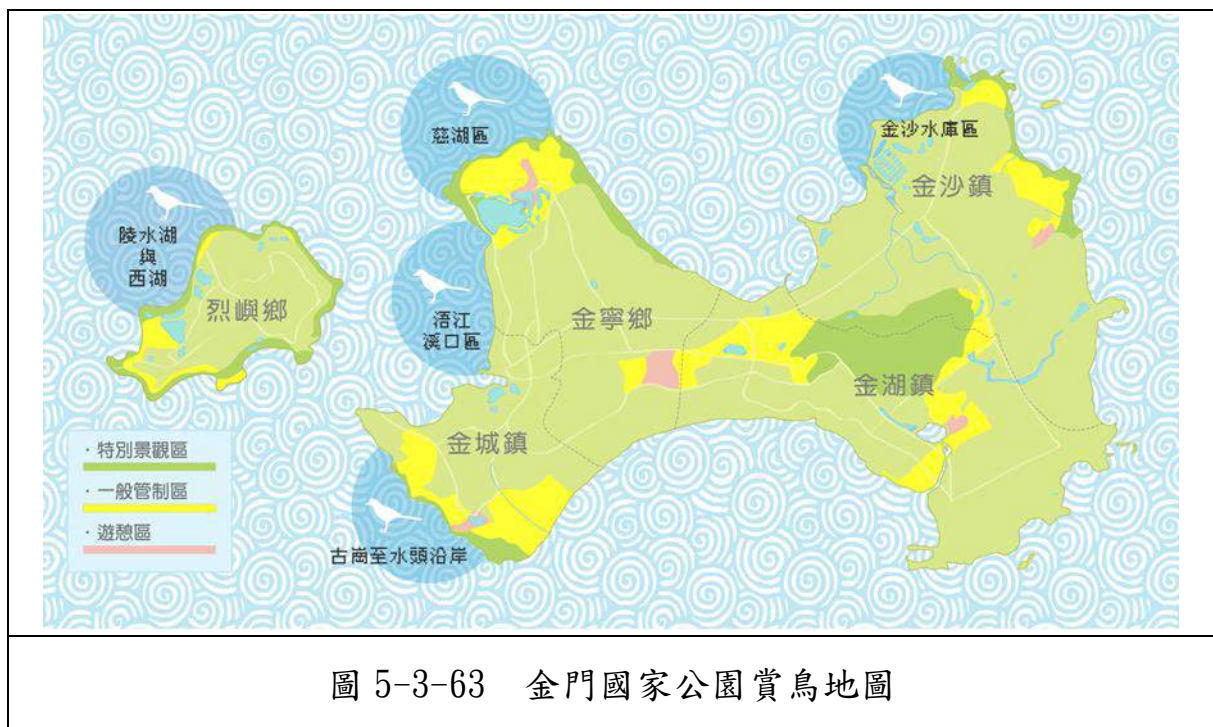 慈湖區
金沙水庫區
金沙鎮
陵水湖
與
西湖
烈嶼鄉
浯江
溪口區
金寧鄉
金湖鎮
金城鎮
古崗至水頭沿岸
·特別景觀區
·一般管制區
·遊憩區
圖 5-3-63 金門國家公園賞鳥地圖